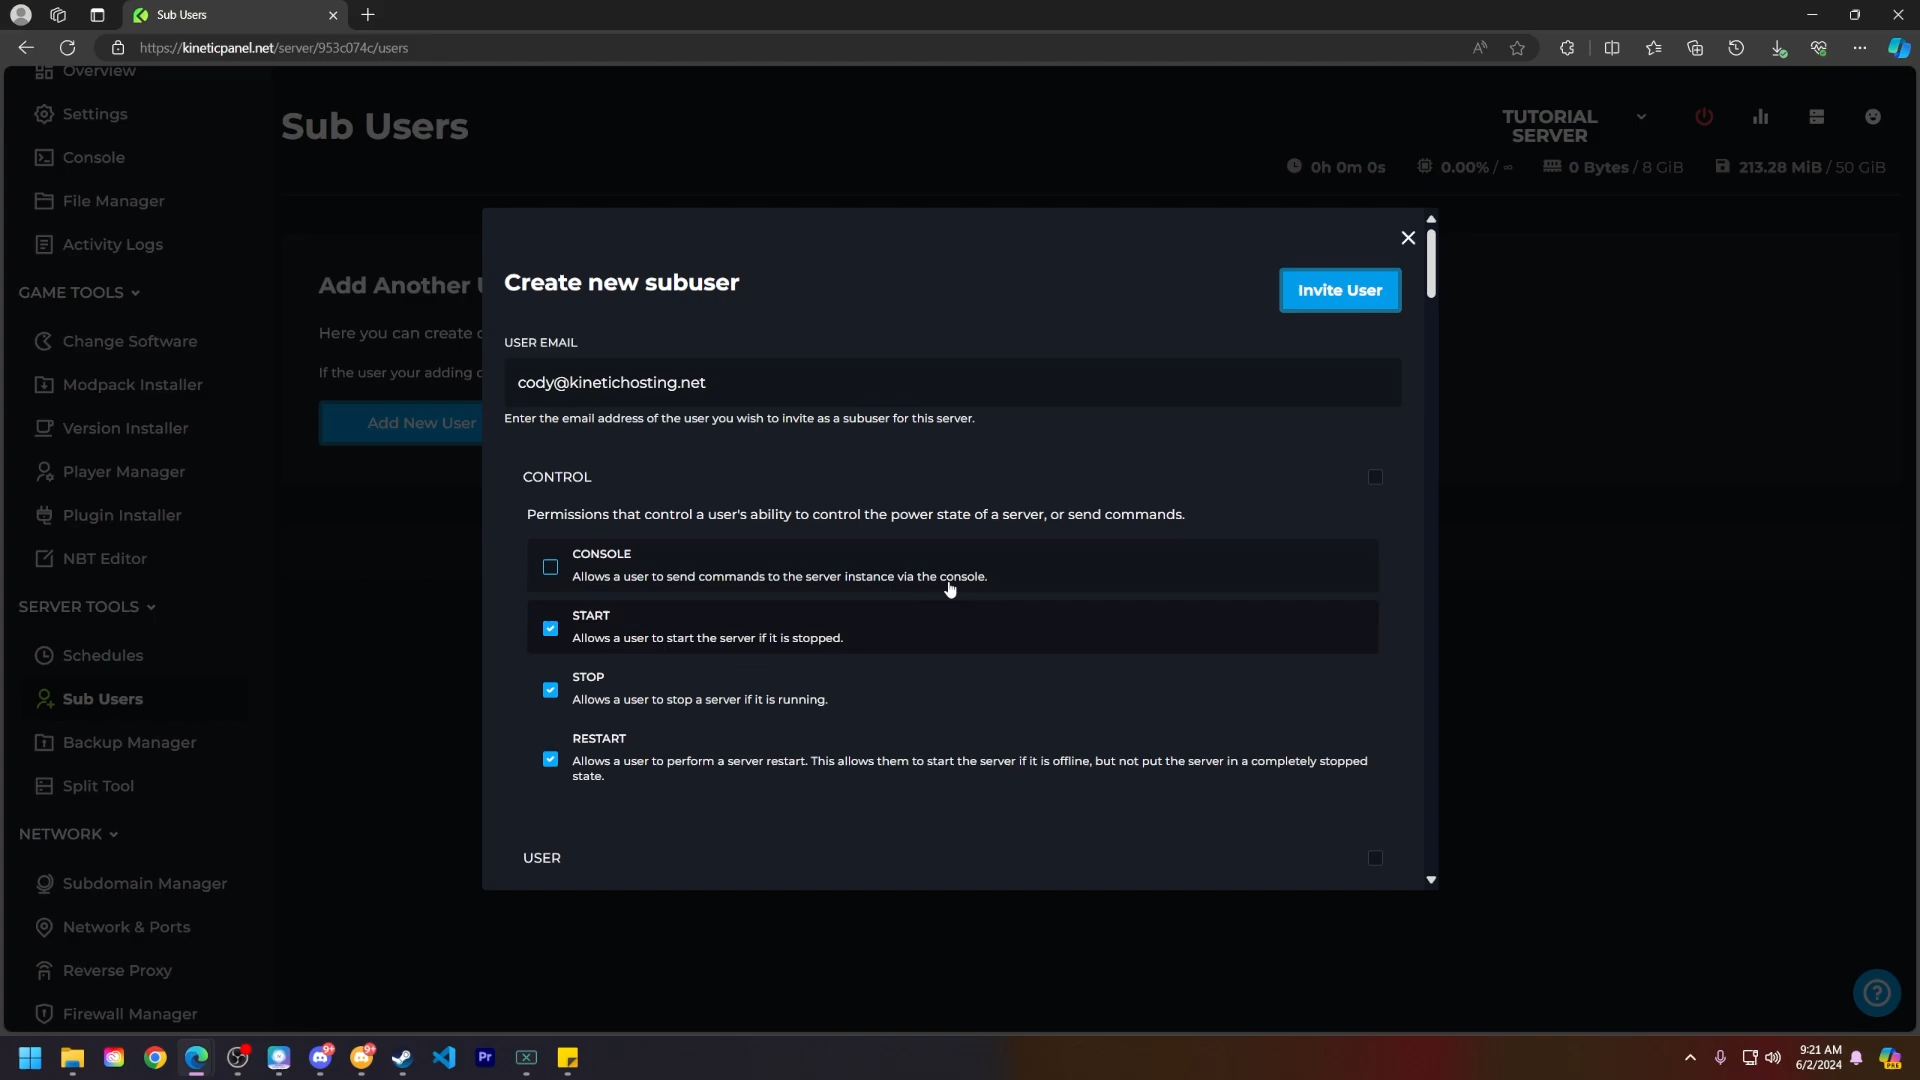 Sub Users
https://kineticpanel.net/server/953c074c/users
Overview
Settings
Console
File Manager
Activity Logs
GAME TOOLS
Change Software
Modpack Installer
Version Installer
Player Manager
Plugin Installer
NBT Editor
SERVER TOOLS
Schedules
Sub Users
Backup Manager
Split Tool
NETWORK
Subdomain Manager
Network & Ports
Reverse Proxy
Firewall Manager
Sub Users
TUTORIAL
SERVER
0h 0m 0s
0.00% / ∞
0 Bytes / 8 GiB
213.28 MiB / 50 GiB
Add Another
Here you can create
If the user your adding
Add New User
Create new subuser
Invite User
USER EMAIL
cody@kinetichosting.net
Enter the email address of the user you wish to invite as a subuser for this server.
CONTROL
Permissions that control a user's ability to control the power state of a server, or send commands.
CONSOLE
Allows a user to send commands to the server instance via the console.
START
Allows a user to start the server if it is stopped.
STOP
Allows a user to stop a server if it is running.
RESTART
Allows a user to perform a server restart. This allows them to start the server if it is offline, but not put the server in a completely stopped
state.
USER
9+
9+
Pr
9:21 AM
6/2/2024
PRE